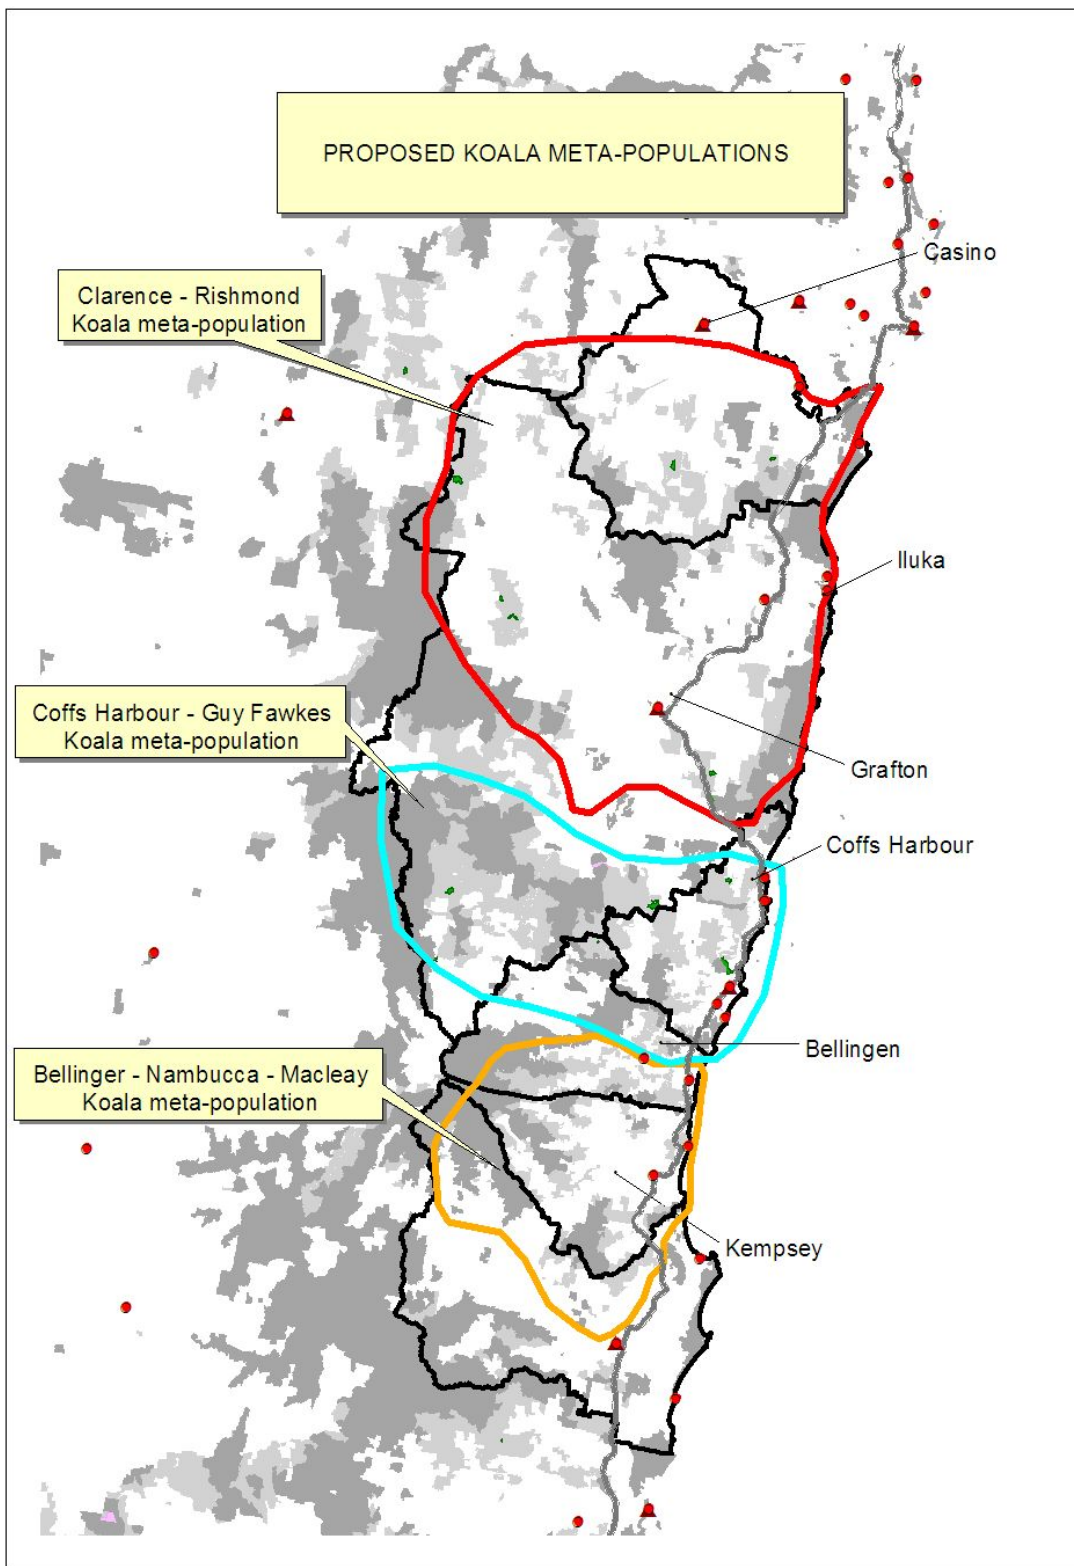 PROPOSED KOALA META-POPULATIONS
Casino
Clarence - Rishmond
Koala meta-population
Iluka
Coffs Harbour - Guy Fawkes
Koala meta-population
Grafton
Coffs Harbour
Bellingen
Bellinger - Nambucca - Macleay
Koala meta-population
Kempsey